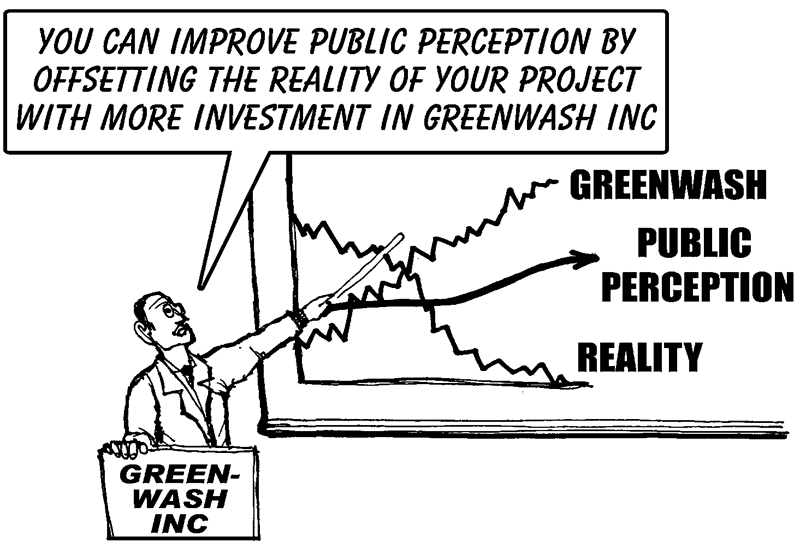 YOU CAN IMPROVE PUBLIC PERCEPTION BY
OFFSETTING THE REALITY OF YOUR PROJECT
WITH MORE INVESTMENT IN GREENWASH INC
GREENWASH
PUBLIC
PERCEPTION
REALITY
GREEN-
WASH
INC